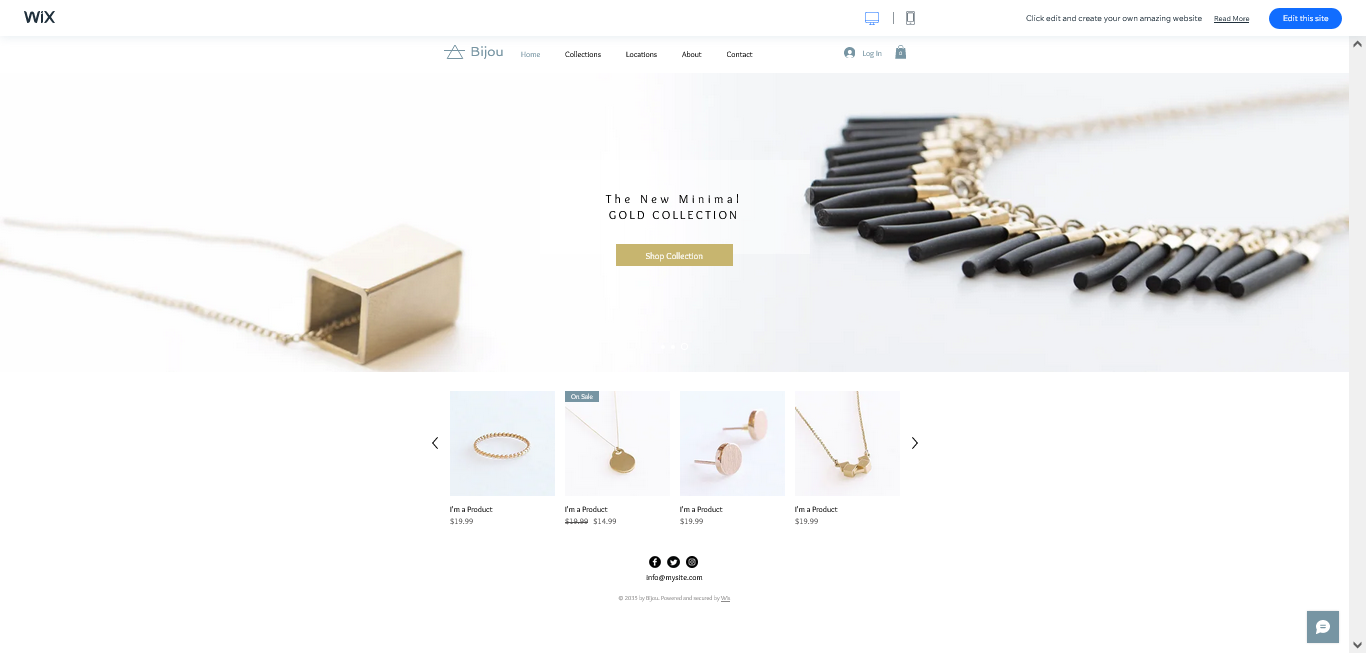 WiX
Click edit and create your own amazing website Read More Edit this site
Bijou Home Collections Locations About Contact Log In 0
The New Minimal
GOLD COLLECTION
Shop Collection
On Sale
I'm a Product I'm a Product I'm a Product I'm a Product
$19.99 $19.99 $14.99 $19.99 $19.99
info@mysite.com
© 2035 by Bijou. Powered and secured by Wix